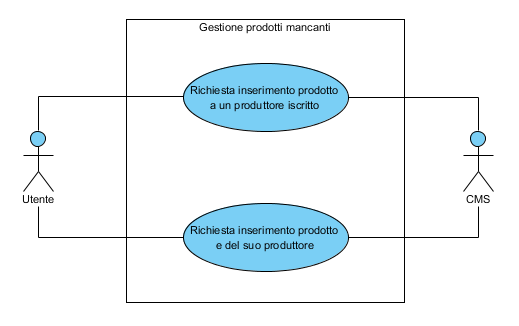 Gestione prodotti mancanti
Richiesta inserimento prodotto
a un produttore iscritto
Utente
CMS
Richiesta inserimento prodotto
e del suo produttore